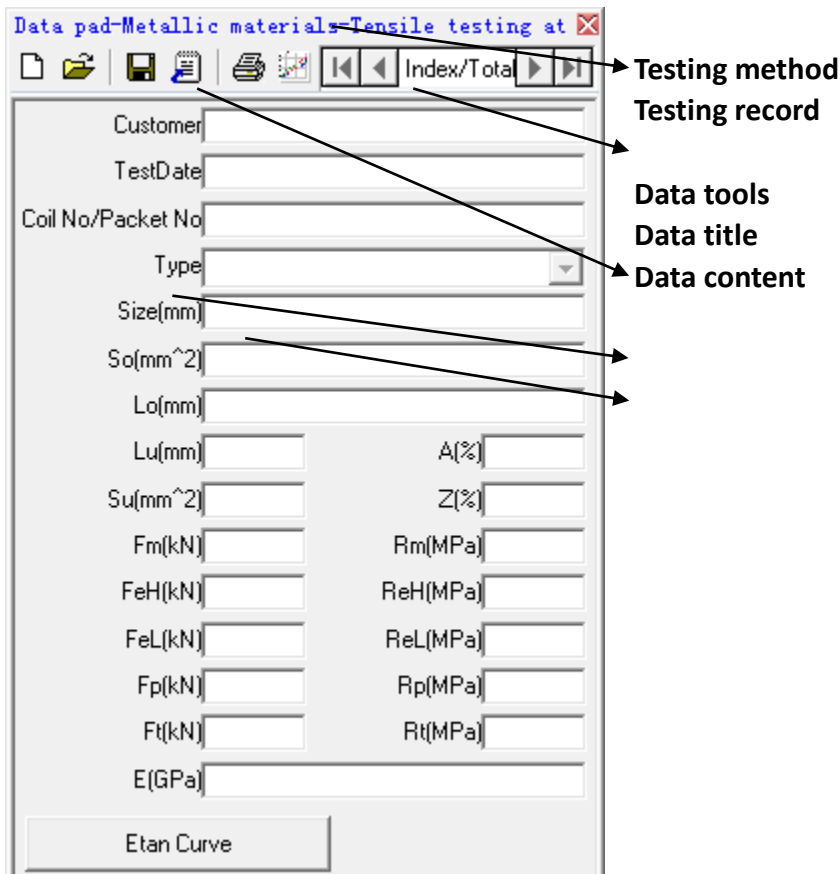 Data pad-Metallic materials-Tensile testing at
Index/Total
Testing method
Testing record
Customer
TestDate
Data tools
Coil No/Packet No
Data title
Type
Data content
Size(mm)
So(mm^2)
Lo(mm)
Lu(mm) A(%)
Su(mm^2) Z(%)
Fm(kN) Rm(MPa)
FeH(kN) ReH(MPa)
FeL(kN) ReL(MPa)
Fp(kN) Rp(MPa)
Ft(kN) Rt(MPa)
E(GPa)
Etan Curve